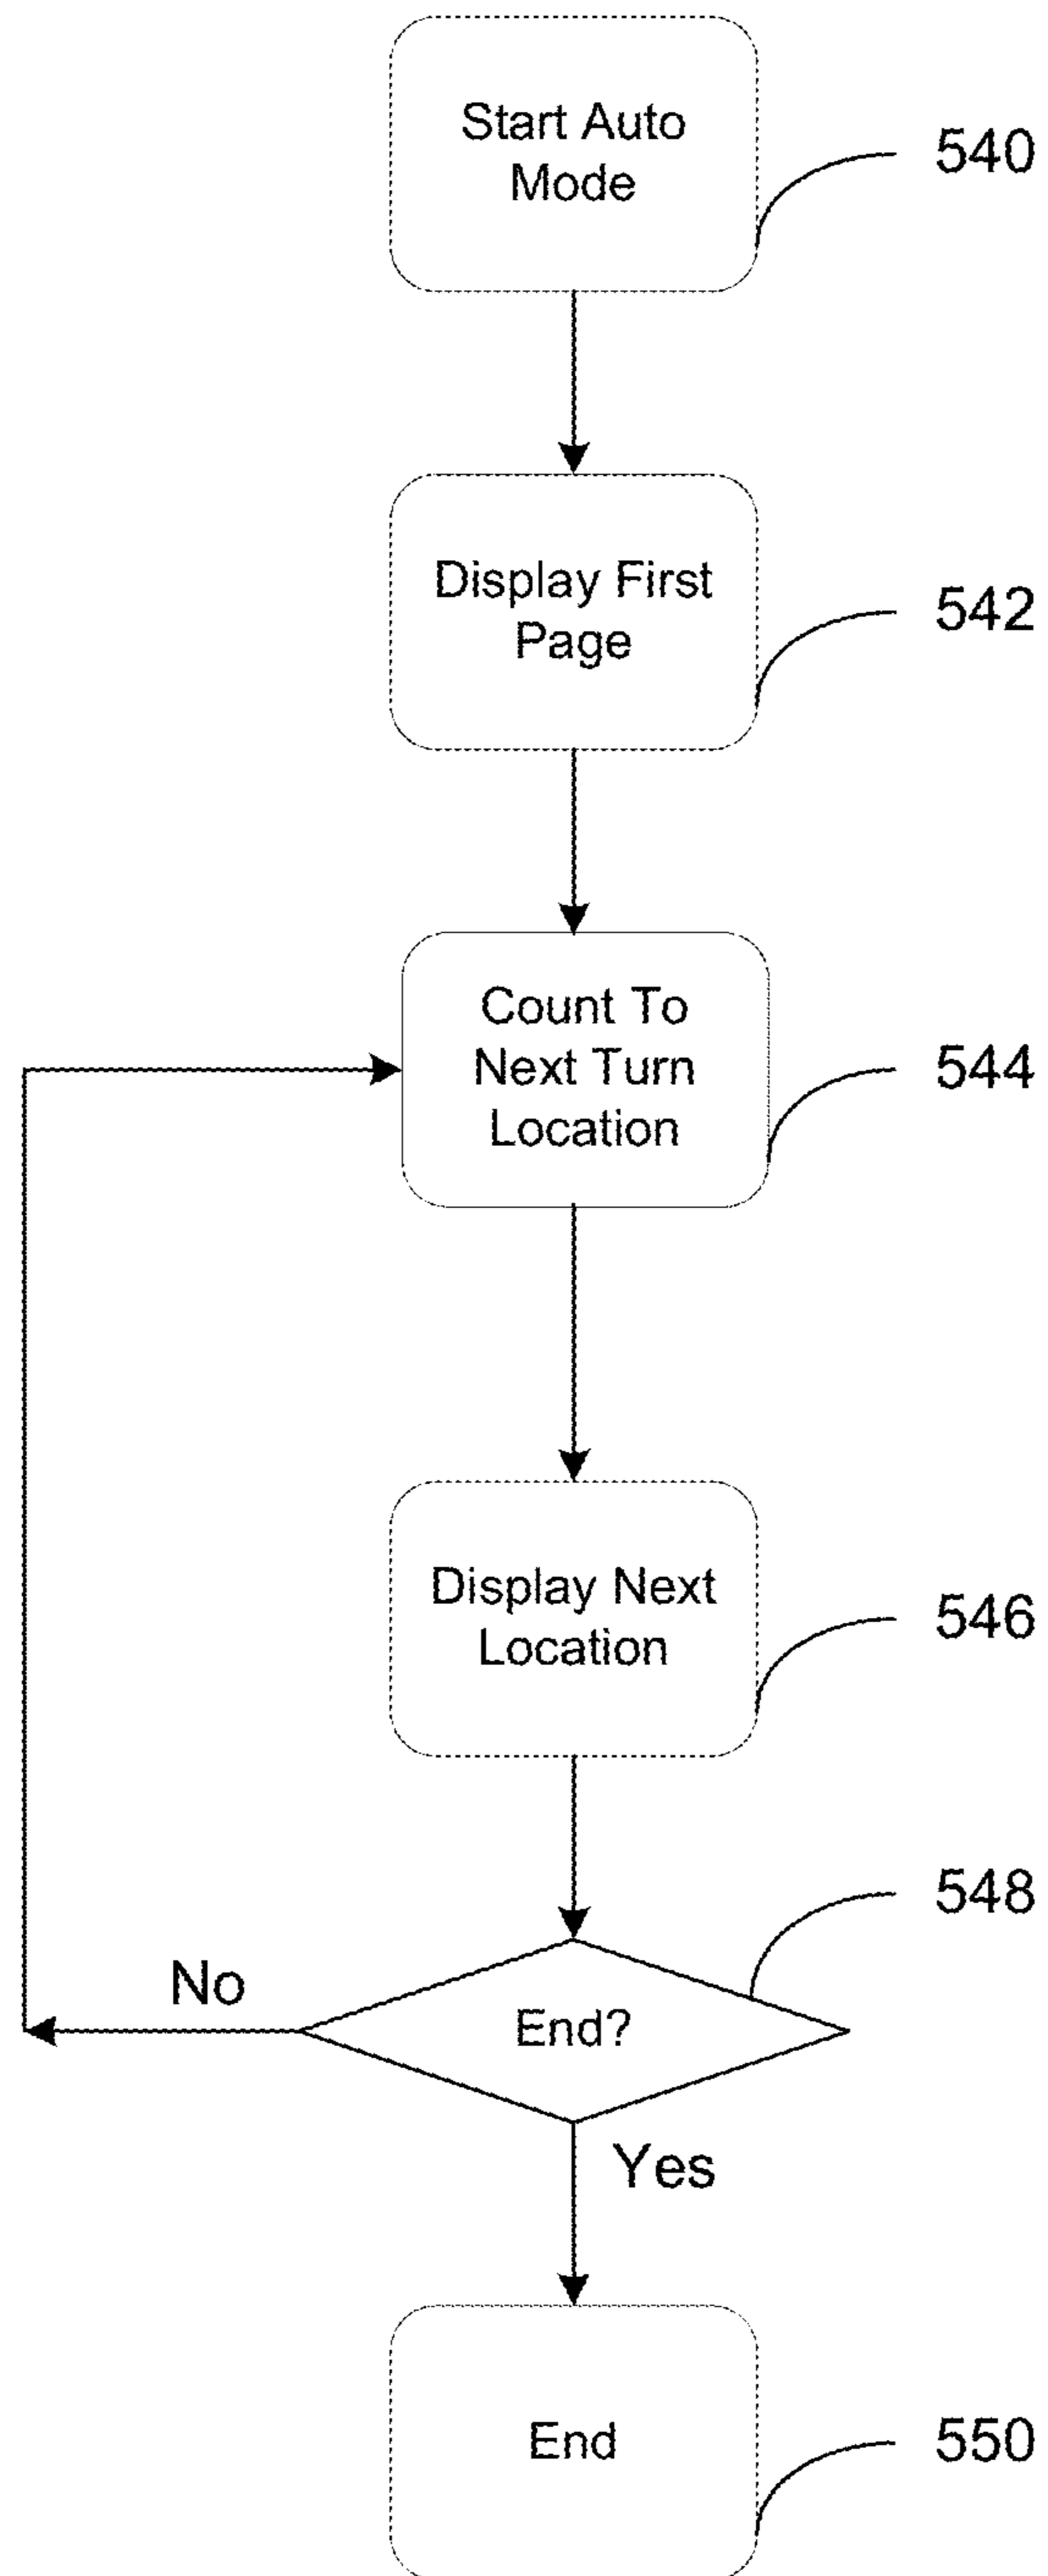 Start Auto
Mode
540
Display First
Page
542
Count To
Next Turn
Location
544
Display Next
Location
546
548
No
End?
Yes
End
550